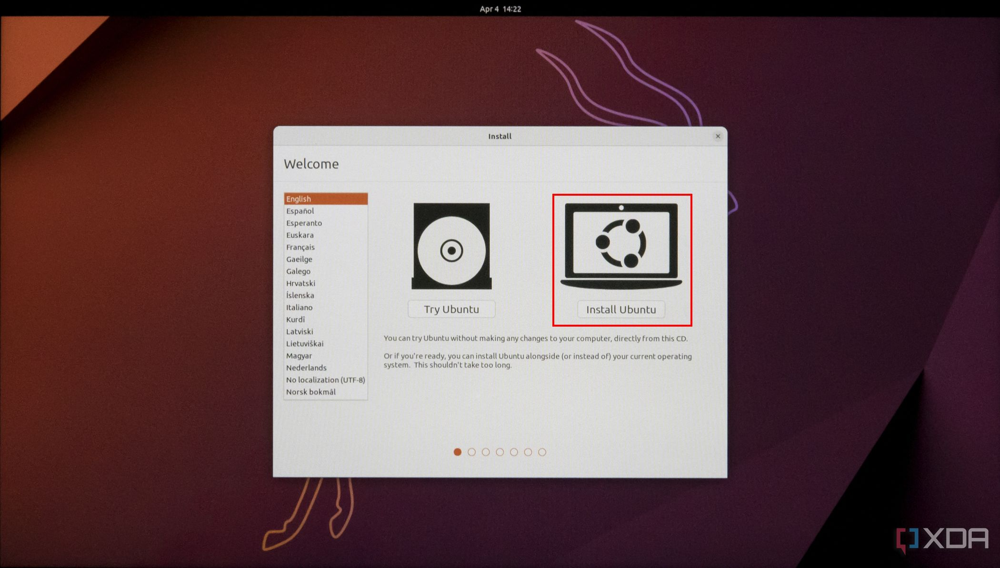 Apr 4 14:22
Install
Welcome
English
Español
Esperanto
Euskara
Français
Gaeilge
Galego
Hrvatski
Íslenska
Italiano
Kurdî
Latviski
Lietuviškai
Magyar
Nederlands
No localization (UTF-8)
Norsk bokmål
Try Ubuntu
Install Ubuntu
You can try Ubuntu without making any changes to your computer, directly from this CD.
Or if you're ready, you can install Ubuntu alongside (or instead of) your current operating
system. This shouldn't take too long.
XDA